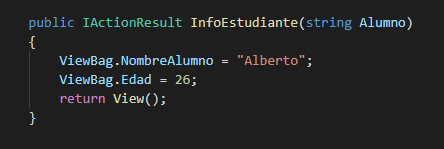 public IActionResult InfoEstudiante(string Alumno)
{
ViewBag.NombreAlumno = "Alberto";
ViewBag.Edad = 26;
return View();
}